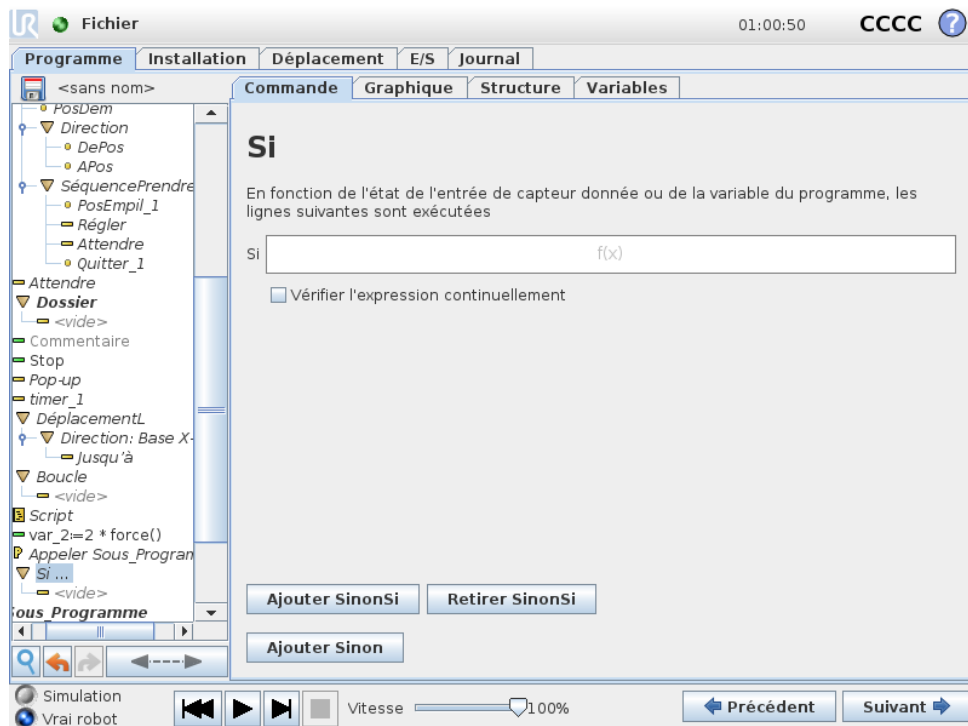 UR Fichier 01:00:50 CCCC ?
Programme Installation Déplacement E/S Journal
<sans nom>
Commande Graphique Structure Variables
PosDem
Direction
DePos
APos
SéquencePrendre
PosEmpil_1
Régler
Attendre
Quitter_1
Attendre
Dossier
<vide>
Commentaire
Stop
Pop-up
timer_1
DéplacementL
Direction: Base X-
Jusqu'à
Boucle
<vide>
Script
var_2:=2 * force()
Appeler Sous_Program
Si ...
<vide>
Sous_Programme
Si
En fonction de l'état de l'entrée de capteur donnée ou de la variable du programme, les
lignes suivantes sont exécutées
Si f(x)
Vérifier l'expression continuellement
Ajouter SinonSi Retirer SinonSi
Ajouter Sinon
Simulation
Vrai robot
Vitesse 100%
Précédent Suivant